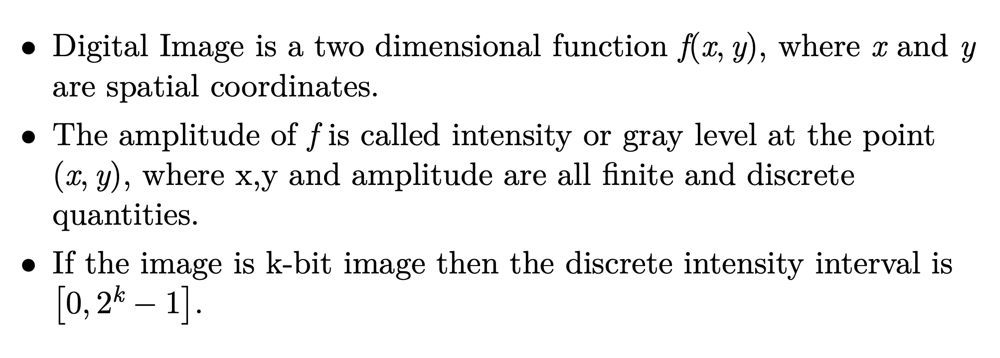 • Digital Image is a two dimensional function f(x, y), where x and y
are spatial coordinates.
• The amplitude of f is called intensity or gray level at the point
(x, y), where x,y and amplitude are all finite and discrete
quantities.
• If the image is k-bit image then the discrete intensity interval is
[0, 2^k − 1].